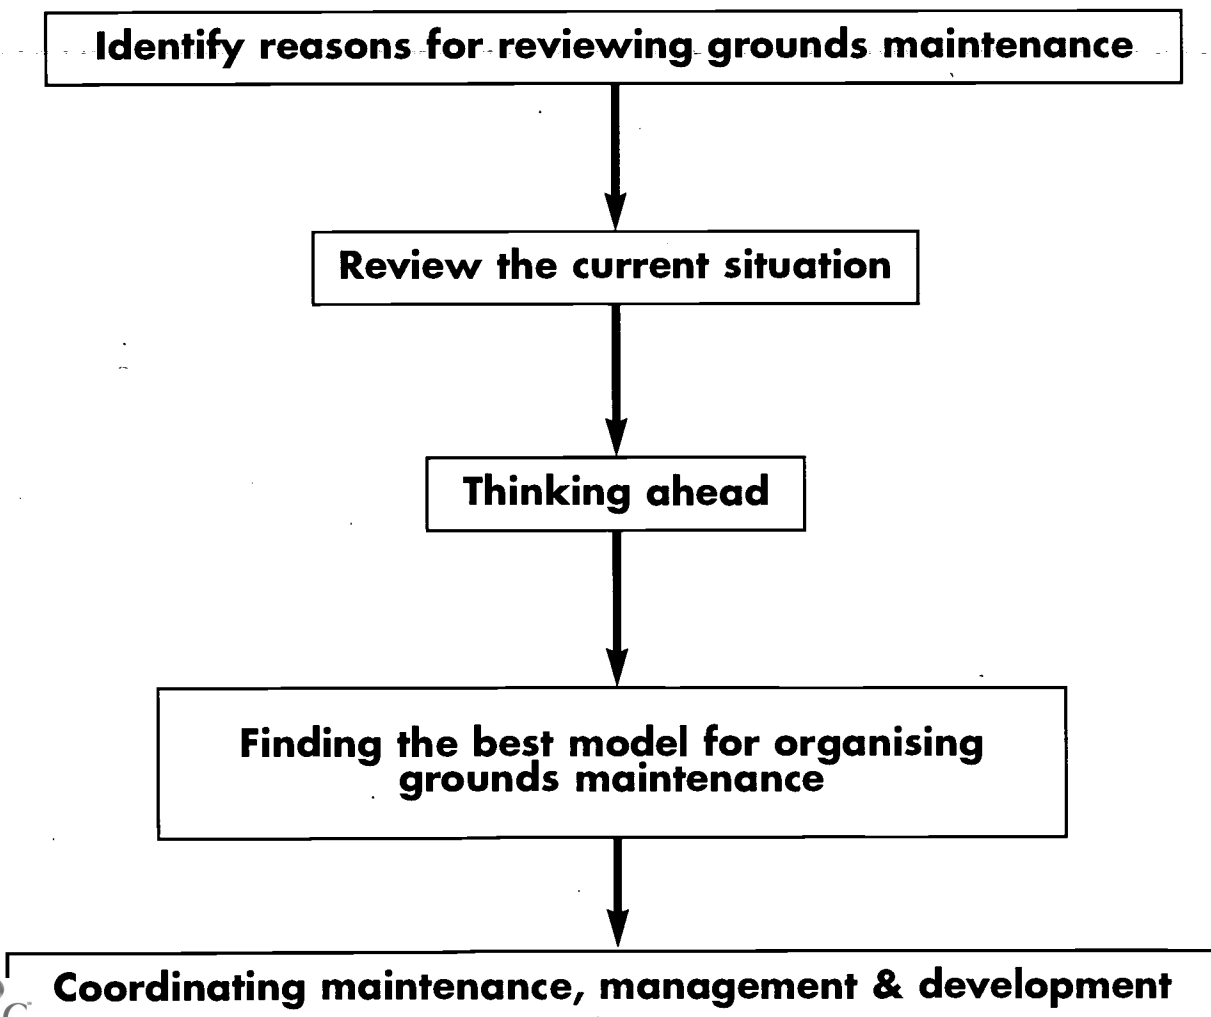 Identify reasons for reviewing grounds maintenance
Review the current situation
Thinking ahead
Finding the best model for organising
grounds maintenance
Coordinating maintenance, management & development